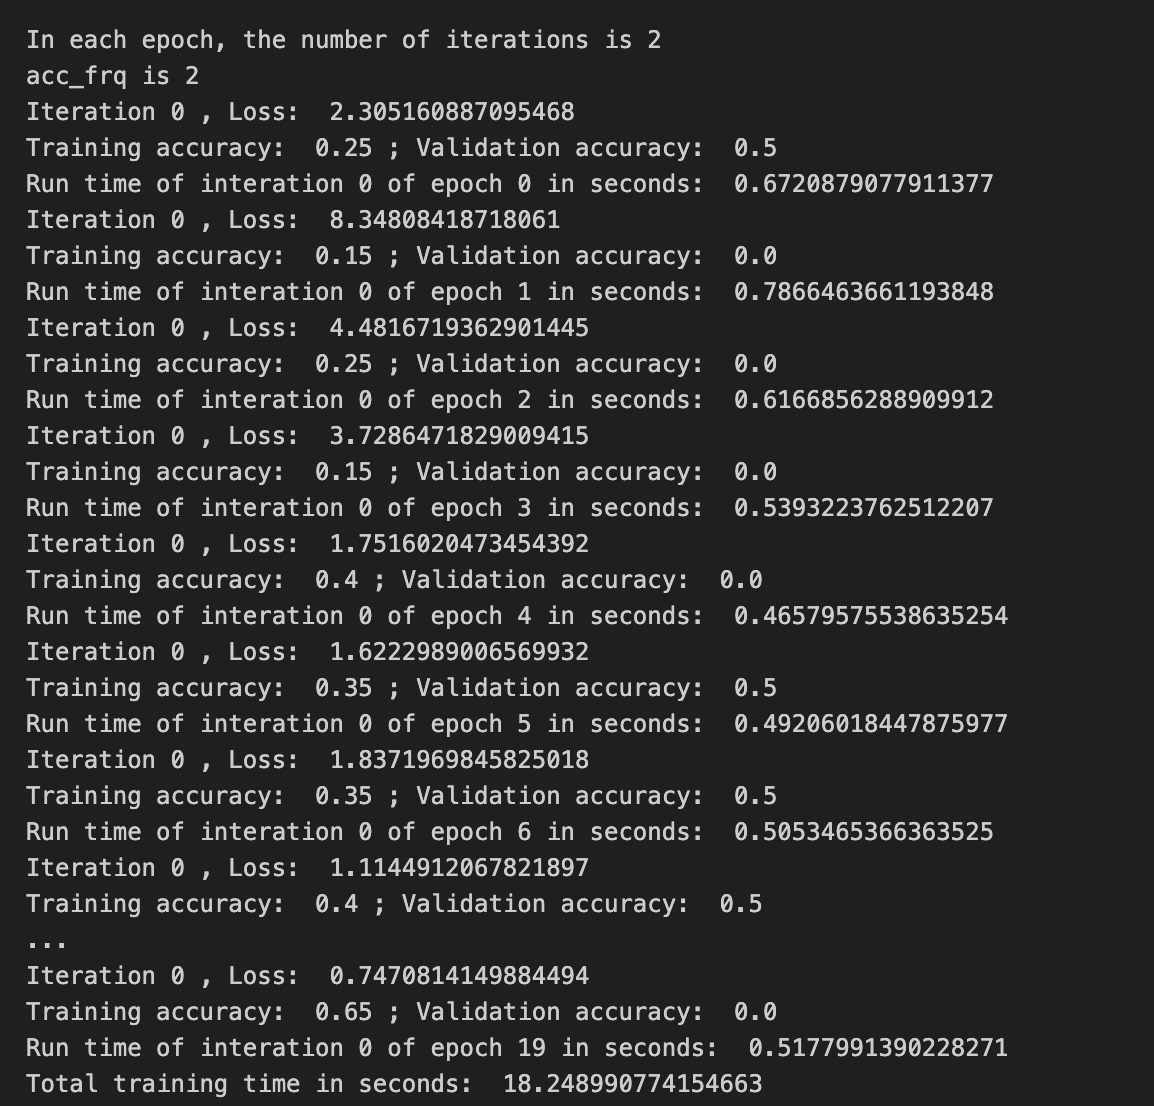 In each epoch, the number of iterations is 2
acc_frq is 2
Iteration 0 , Loss:  2.305160887095468
Training accuracy:  0.25 ; Validation accuracy:  0.5
Run time of interation 0 of epoch 0 in seconds:  0.6720879077911377
Iteration 0 , Loss:  8.34808418718061
Training accuracy:  0.15 ; Validation accuracy:  0.0
Run time of interation 0 of epoch 1 in seconds:  0.7866463661193848
Iteration 0 , Loss:  4.4816719362901445
Training accuracy:  0.25 ; Validation accuracy:  0.0
Run time of interation 0 of epoch 2 in seconds:  0.6166856288909912
Iteration 0 , Loss:  3.7286471829009415
Training accuracy:  0.15 ; Validation accuracy:  0.0
Run time of interation 0 of epoch 3 in seconds:  0.5393223762512207
Iteration 0 , Loss:  1.7516020473454392
Training accuracy:  0.4 ; Validation accuracy:  0.0
Run time of interation 0 of epoch 4 in seconds:  0.46579575538635254
Iteration 0 , Loss:  1.6222989006569932
Training accuracy:  0.35 ; Validation accuracy:  0.5
Run time of interation 0 of epoch 5 in seconds:  0.49206018447875977
Iteration 0 , Loss:  1.8371969845825018
Training accuracy:  0.35 ; Validation accuracy:  0.5
Run time of interation 0 of epoch 6 in seconds:  0.5053465366363525
Iteration 0 , Loss:  1.1144912067821897
Training accuracy:  0.4 ; Validation accuracy:  0.5
...
Iteration 0 , Loss:  0.7470814149884494
Training accuracy:  0.65 ; Validation accuracy:  0.0
Run time of interation 0 of epoch 19 in seconds:  0.5177991390228271
Total training time in seconds:  18.248990774154663